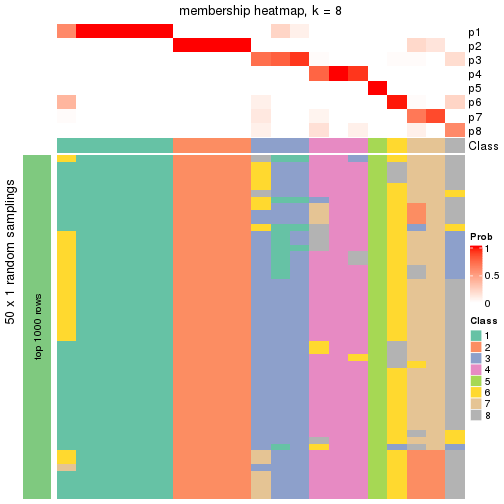 membership heatmap, k = 8
p1
p2
p3
p4
p5
p6
p7
p8
Class
50 x 1 random samplings
top 1000 rows
Prob
1
0.5
0
Class
1
2
3
4
5
6
7
8